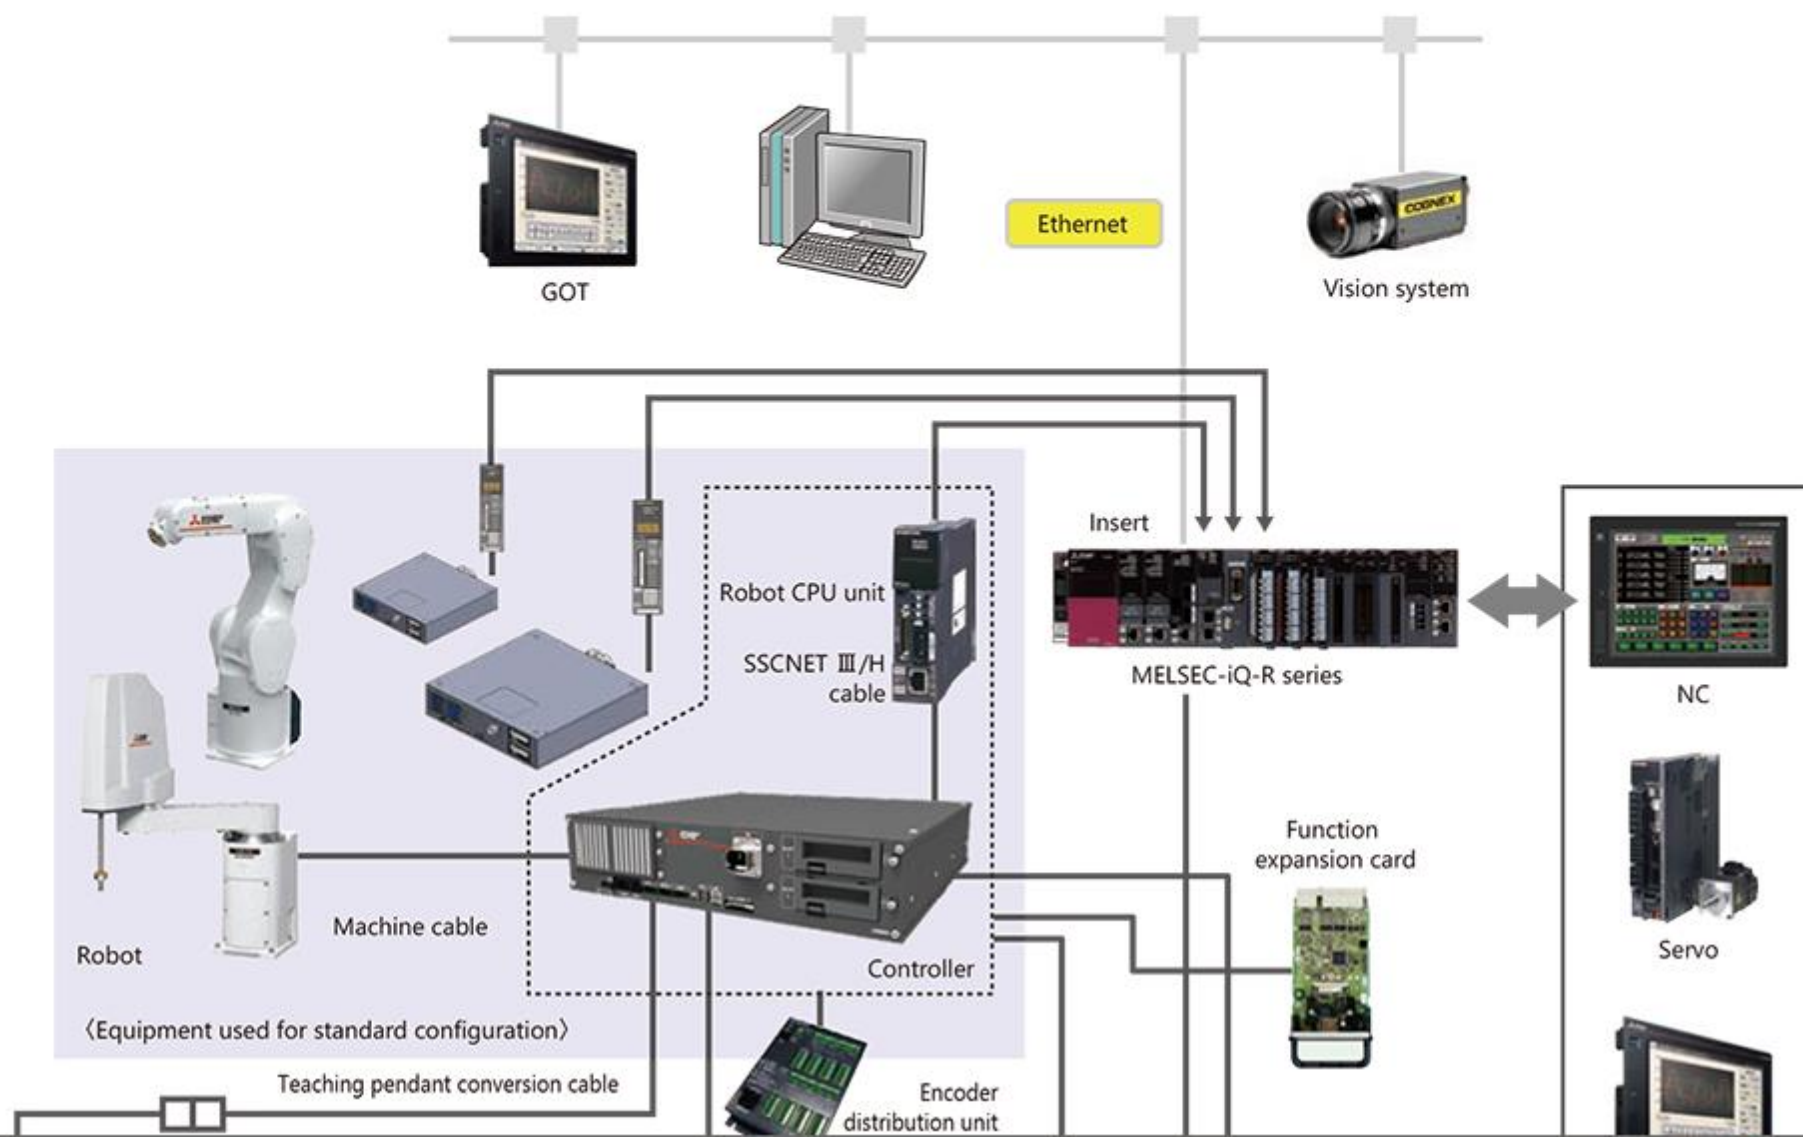 GOT
Ethernet
COGNEX
Vision system
Insert
Robot CPU unit
SSCNET Ⅲ/H
cable
MELSEC-iQ-R series
NC
Function
expansion card
Servo
Machine cable
Robot
Controller
〈Equipment used for standard configuration〉
Teaching pendant conversion cable
Encoder
distribution unit